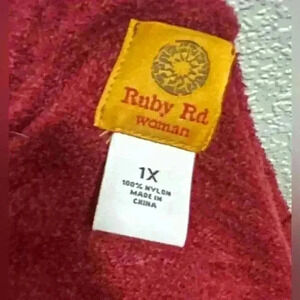 Ruby Rd
woman
1X
100% NYLON
MADE IN
CHINA